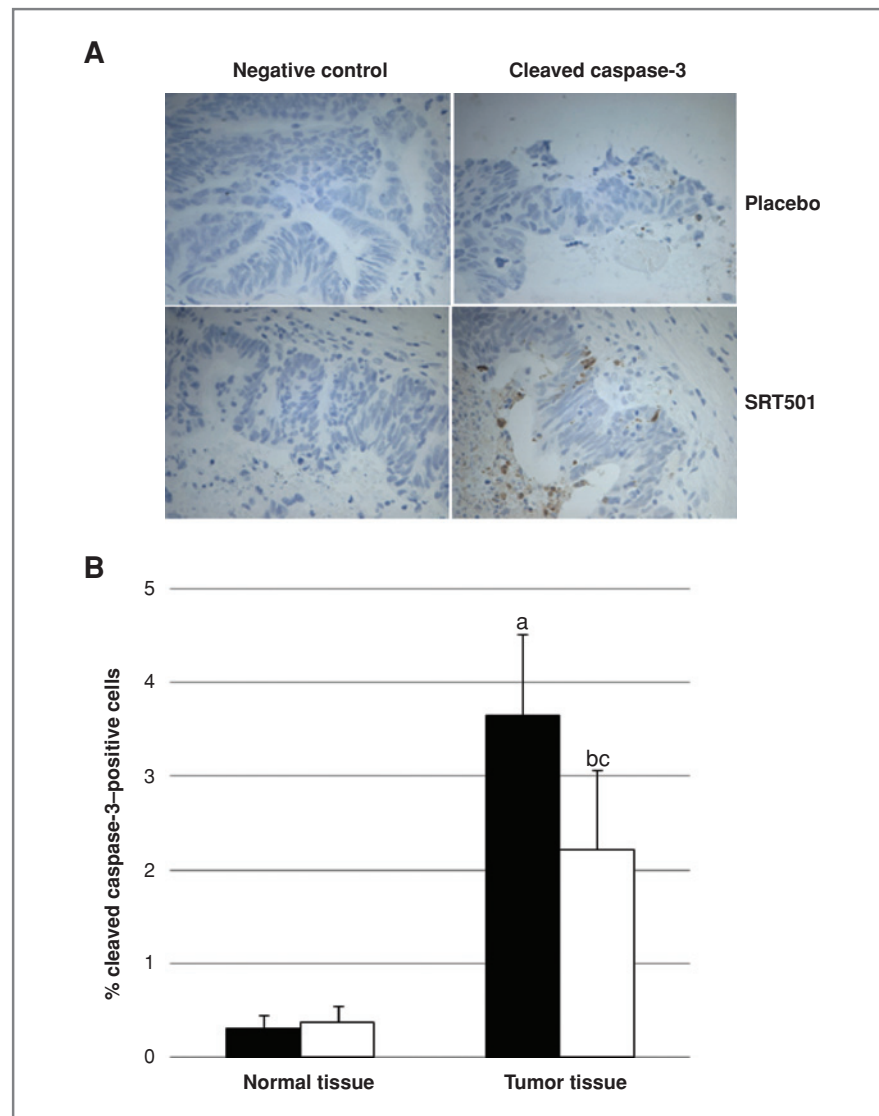 A
Negative control
Cleaved caspase-3
Placebo
SRT501
B
% cleaved caspase-3–positive cells
5
4
3
2
1
0
a
bc
Normal tissue
Tumor tissue